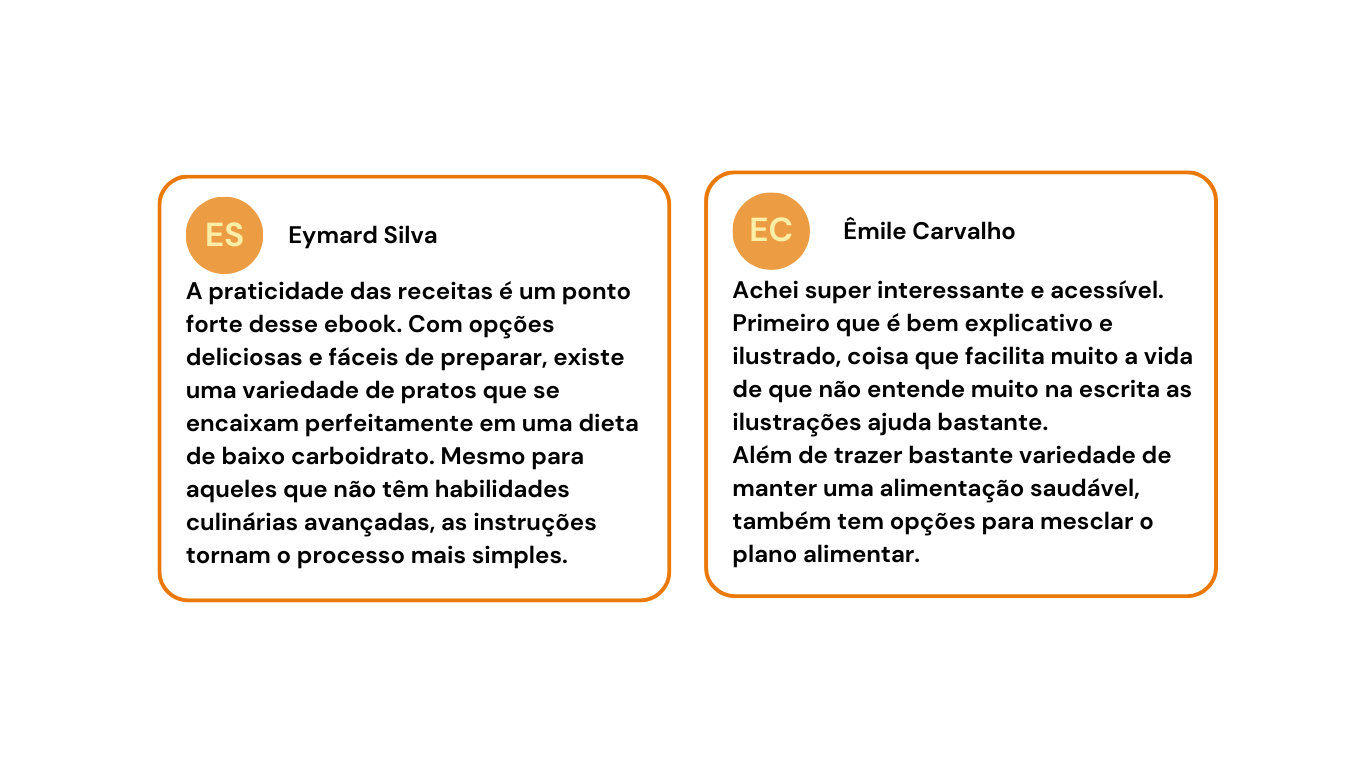 ES
Eymard Silva
A praticidade das receitas é um ponto
forte desse ebook. Com opções
deliciosas e fáceis de preparar, existe
uma variedade de pratos que se
encaixam perfeitamente em uma dieta
de baixo carboidrato. Mesmo para
aqueles que não têm habilidades
culinárias avançadas, as instruções
tornam o processo mais simples.
EC
Êmile Carvalho
Achei super interessante e acessível.
Primeiro que é bem explicativo e
ilustrado, coisa que facilita muito a vida
de que não entende muito na escrita as
ilustrações ajuda bastante.
Além de trazer bastante variedade de
manter uma alimentação saudável,
também tem opções para mesclar o
plano alimentar.